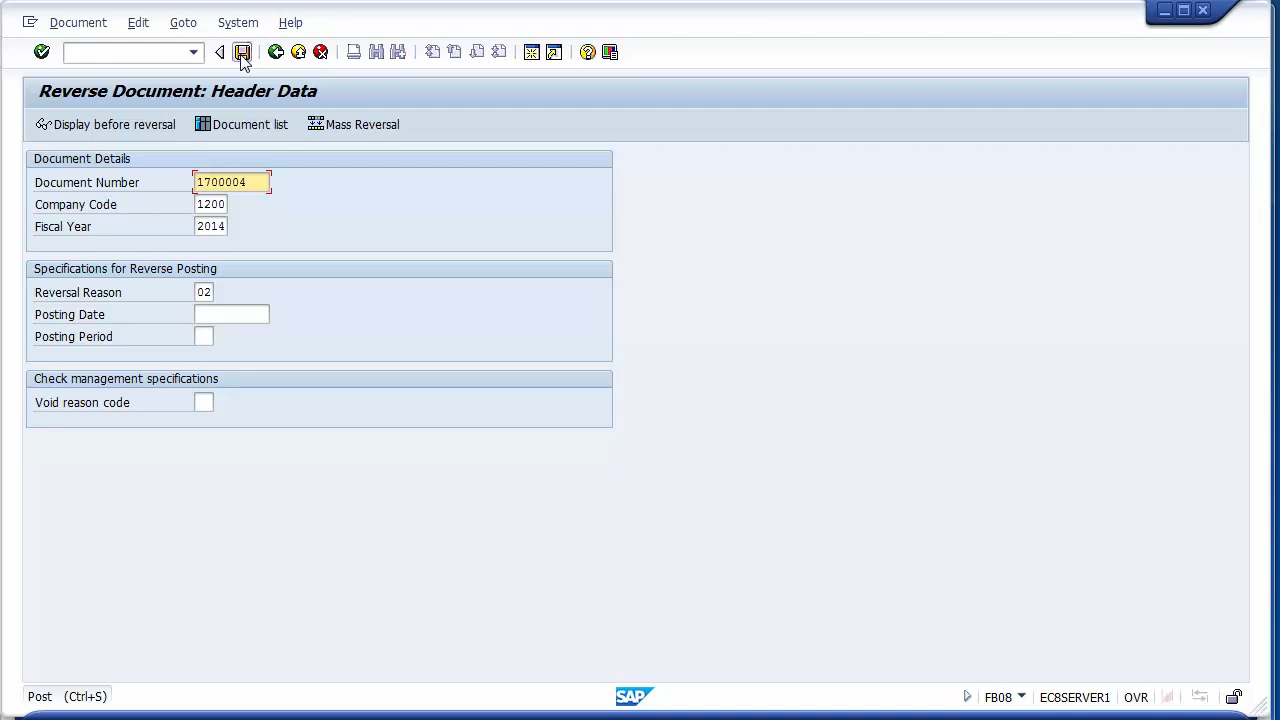 Document Edit Goto System Help
Reverse Document: Header Data
Display before reversal Document list Mass Reversal
Document Details
Document Number 1700004
Company Code 1200
Fiscal Year 2014
Specifications for Reverse Posting
Reversal Reason 02
Posting Date
Posting Period
Check management specifications
Void reason code
Post (Ctrl+S) SAP FB08 EC8SERVER1 OVR